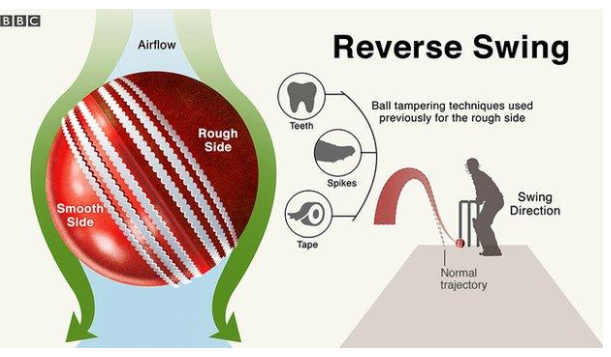 BBC
Airflow
Reverse Swing
Rough
Side
Smooth
Side
Teeth
Spikes
Tape
Ball tampering techniques used
previously for the rough side
Swing
Direction
Normal
trajectory